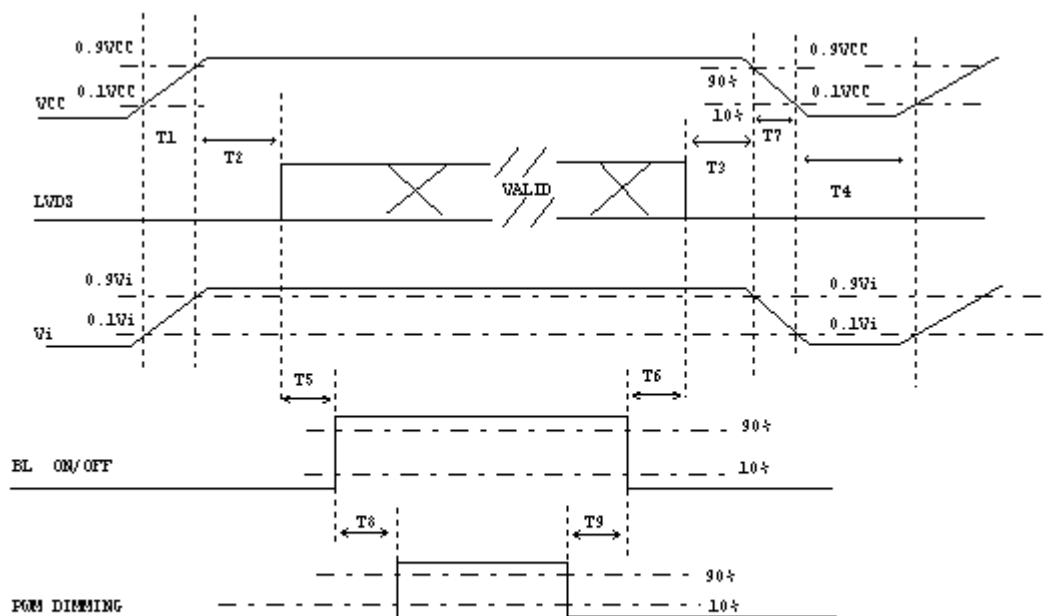 0.9VCC 0.9VCC
90%
VCC 0.1VCC 0.1VCC
10%
T1 T2 T3 T7
LVDS VALID T4
0.9Vi 0.9Vi
Vi 0.1Vi 0.1Vi
T5 T6
90%
BL ON/OFF 10%
T8 T9
90%
PWM DIMMING 10%